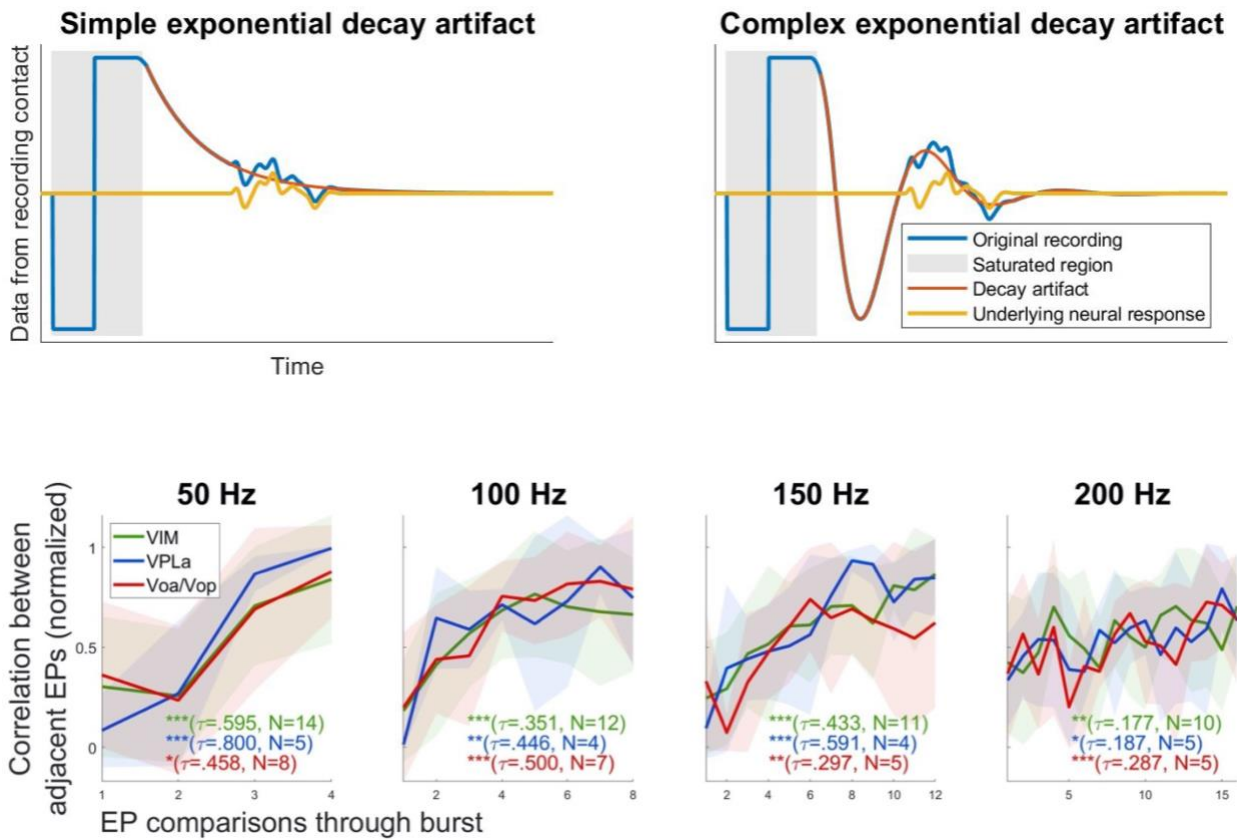 Simple exponential decay artifact
Complex exponential decay artifact
Data from recording contact
Time
Original recording
Saturated region
Decay artifact
Underlying neural response
Correlation between
adjacent EPs (normalized)
50 Hz
1
0.5
0
VIM
VPLa
Voa/Vop
***(τ=.595, N=14)
***(τ=.800, N=5)
*(τ=.458, N=8)
1 2 3 4
100 Hz
***(τ=.351, N=12)
**(τ=.446, N=4)
***(τ=.500, N=7)
2 4 6 8
150 Hz
***(τ=.433, N=11)
***(τ=.591, N=4)
**(τ=.297, N=5)
2 4 6 8 10 12
200 Hz
**(τ=.177, N=10)
*(τ=.187, N=5)
***(τ=.287, N=5)
5 10 15
EP comparisons through burst